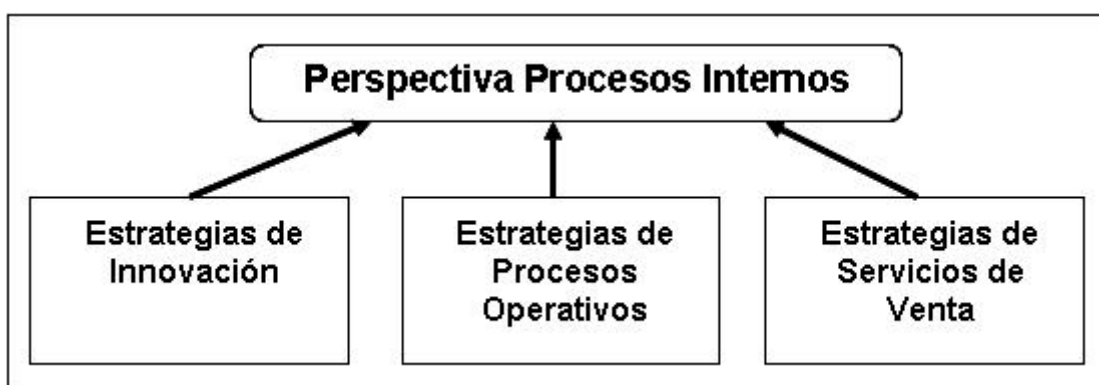 Perspectiva Procesos Internos
Estrategias de
Innovación
Estrategias de
Procesos
Operativos
Estrategias de
Servicios de
Venta